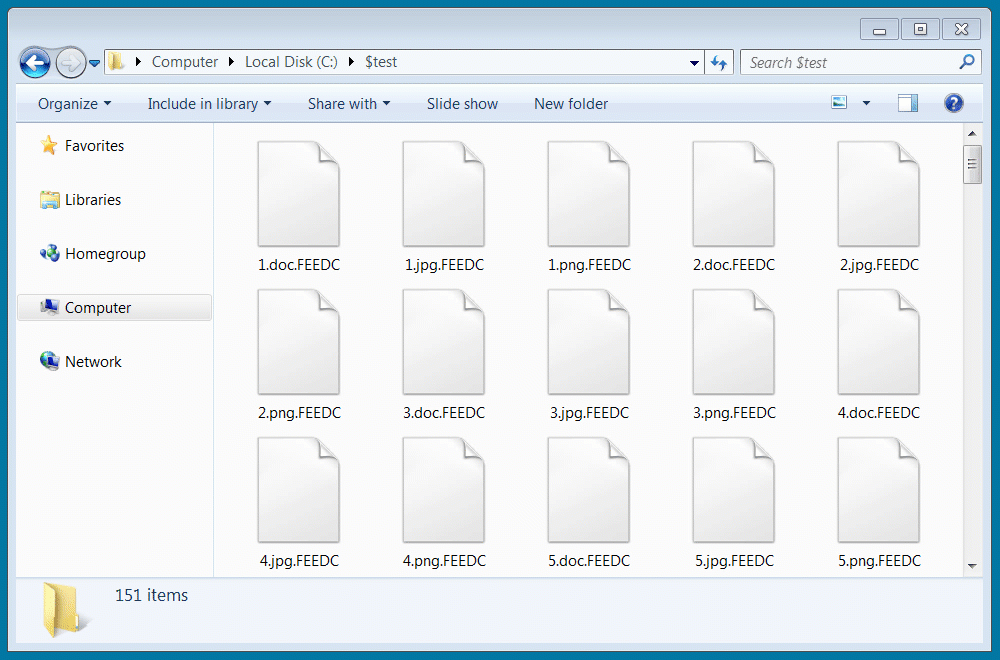 Computer Local Disk (C:) $test Search $test
Organize Include in library Share with Slide show New folder
Favorites
Libraries
Homegroup
Computer
Network
1.doc.FEEDC 1.jpg.FEEDC 1.png.FEEDC 2.doc.FEEDC 2.jpg.FEEDC
2.png.FEEDC 3.doc.FEEDC 3.jpg.FEEDC 3.png.FEEDC 4.doc.FEEDC
4.jpg.FEEDC 4.png.FEEDC 5.doc.FEEDC 5.jpg.FEEDC 5.png.FEEDC
151 items